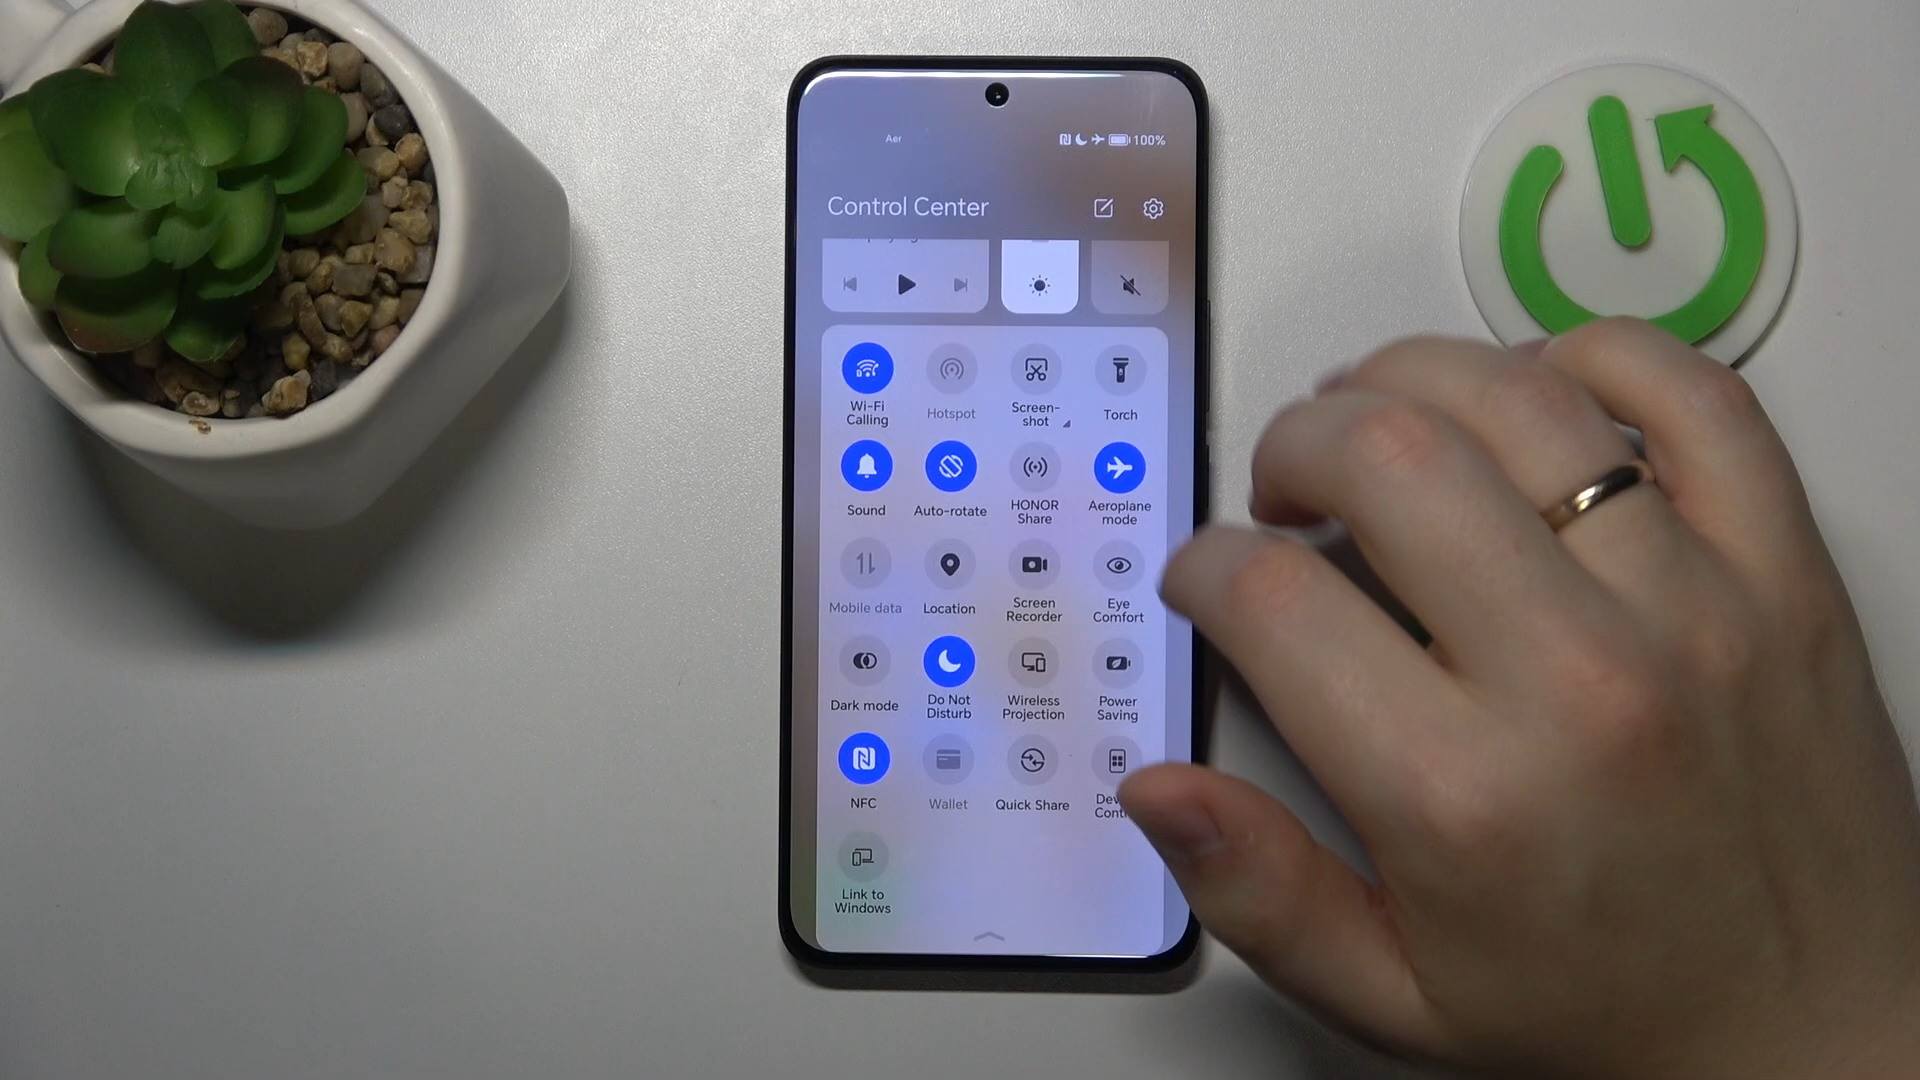 Aer
100%
Control Center
Wi-Fi
Calling
Hotspot
Screen-
shot
Torch
Sound
Auto-rotate
HONOR
Share
Aeroplane
mode
Mobile data
Location
Screen
Recorder
Eye
Comfort
Dark mode
Do Not
Disturb
Wireless
Projection
Power
Saving
NFC
Wallet
Quick Share
Link to
Windows